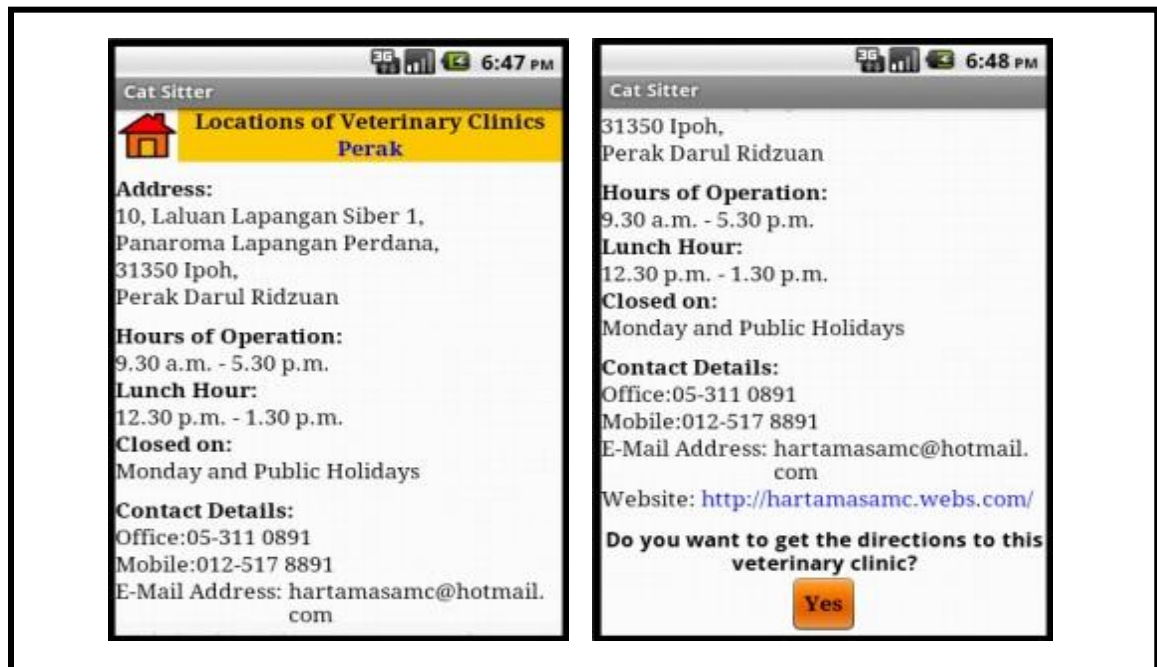 6:47 PM
Cat Sitter
Locations of Veterinary Clinics
Perak
Address:
10, Laluan Lapangan Siber 1,
Panaroma Lapangan Perdana,
31350 Ipoh,
Perak Darul Ridzuan
Hours of Operation:
9.30 a.m. - 5.30 p.m.
Lunch Hour:
12.30 p.m. - 1.30 p.m.
Closed on:
Monday and Public Holidays
Contact Details:
Office:05-311 0891
Mobile:012-517 8891
E-Mail Address: hartamasamc@hotmail.
com
6:48 PM
Cat Sitter
31350 Ipoh,
Perak Darul Ridzuan
Hours of Operation:
9.30 a.m. - 5.30 p.m.
Lunch Hour:
12.30 p.m. - 1.30 p.m.
Closed on:
Monday and Public Holidays
Contact Details:
Office:05-311 0891
Mobile:012-517 8891
E-Mail Address: hartamasamc@hotmail.
com
Website: http://hartamasamc.webs.com/
Do you want to get the directions to this
veterinary clinic?
Yes